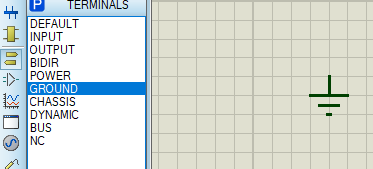 P TERMINALS
DEFAULT
INPUT
OUTPUT
BIDIR
POWER
GROUND
CHASSIS
DYNAMIC
BUS
NC